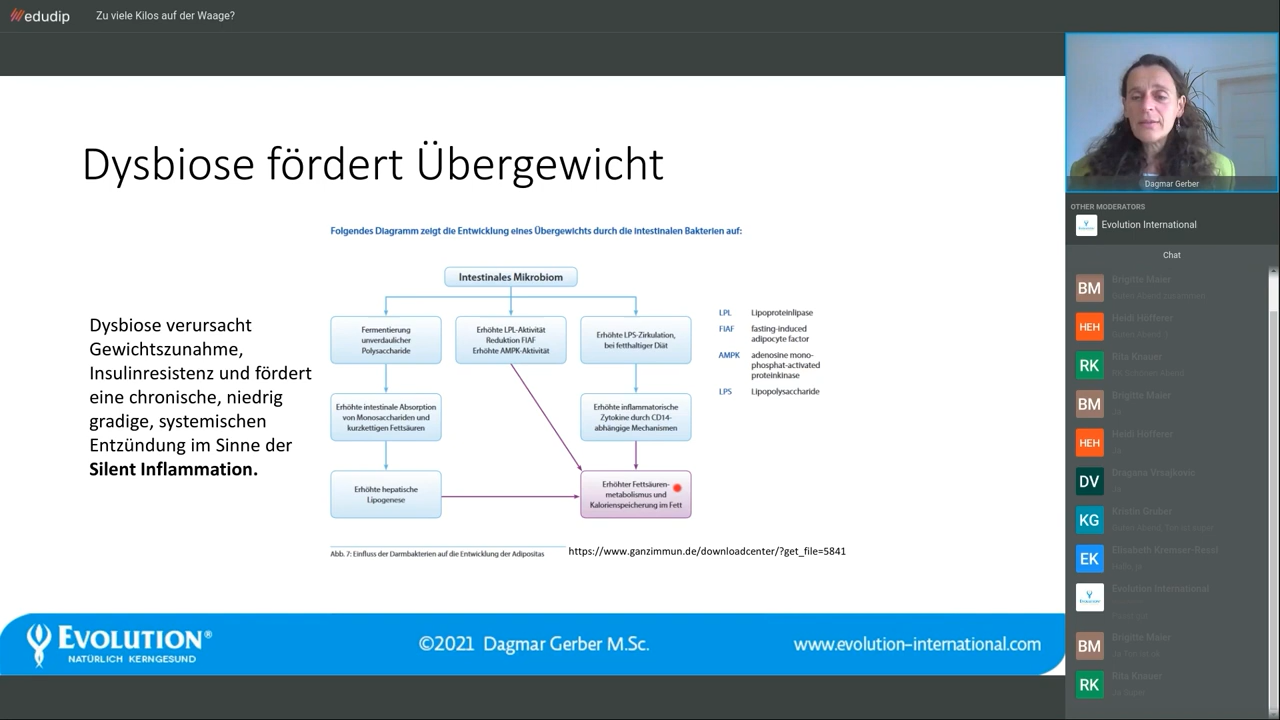 edudip
Zu viele Kilos auf der Waage?
Dysbiose fördert Übergewicht
Folgendes Diagramm zeigt die Entwicklung eines Übergewichts durch die intestinalen Bakterien auf:
Dysbiose verursacht
Gewichtszunahme,
Insulinresistenz und fördert
eine chronische, niedrig
gradige, systemischen
Entzündung im Sinne der
Silent Inflammation.
Intestinales Mikrobiom
Fermentierung
unverdaulicher
Polysaccharide
Erhöhte LPL-Aktivität
Reduktion FIAF
Erhöhte AMPK-Aktivität
Erhöhte LPS-Zirkulation,
bei fetthaltiger Diät
Erhöhte intestinale Absorption
von Monosacchariden und
kurzkettigen Fettsäuren
Erhöhte inflammatorische
Zytokine durch CD14-
abhängige Mechanismen
Erhöhte hepatische
Lipogenese
Erhöhter Fettsäuren-
metabolismus und
Kalorienspeicherung im Fett
LPL Lipoproteinlipase
FIAF fasting-induced
adipocyte factor
AMPK adenosine mono-
phosphat-activated
proteinkinase
LPS Lipopolysaccharide
Abb. 7: Einfluss der Darmbakterien auf die Entwicklung der Adipositas
https://www.ganzimmun.de/downloadcenter/?get_file=5841
EVOLUTION®
NATÜRLICH KERNGESUND
©2021 Dagmar Gerber M.Sc.
www.evolution-international.com
Dagmar Gerber
OTHER MODERATORS
Evolution International
Chat
BM
Brigitte Maier
HEH
Heidi Höfferer
RK
Rita Knauer
BM
Brigitte Maier
Ja
HEH
Heidi Höfferer
Ja
DV
Dragana Vrsajkovic
Ja
KG
Kristin Gruber
EK
Evolution International
BM
Brigitte Maier
RK
Rita Knauer